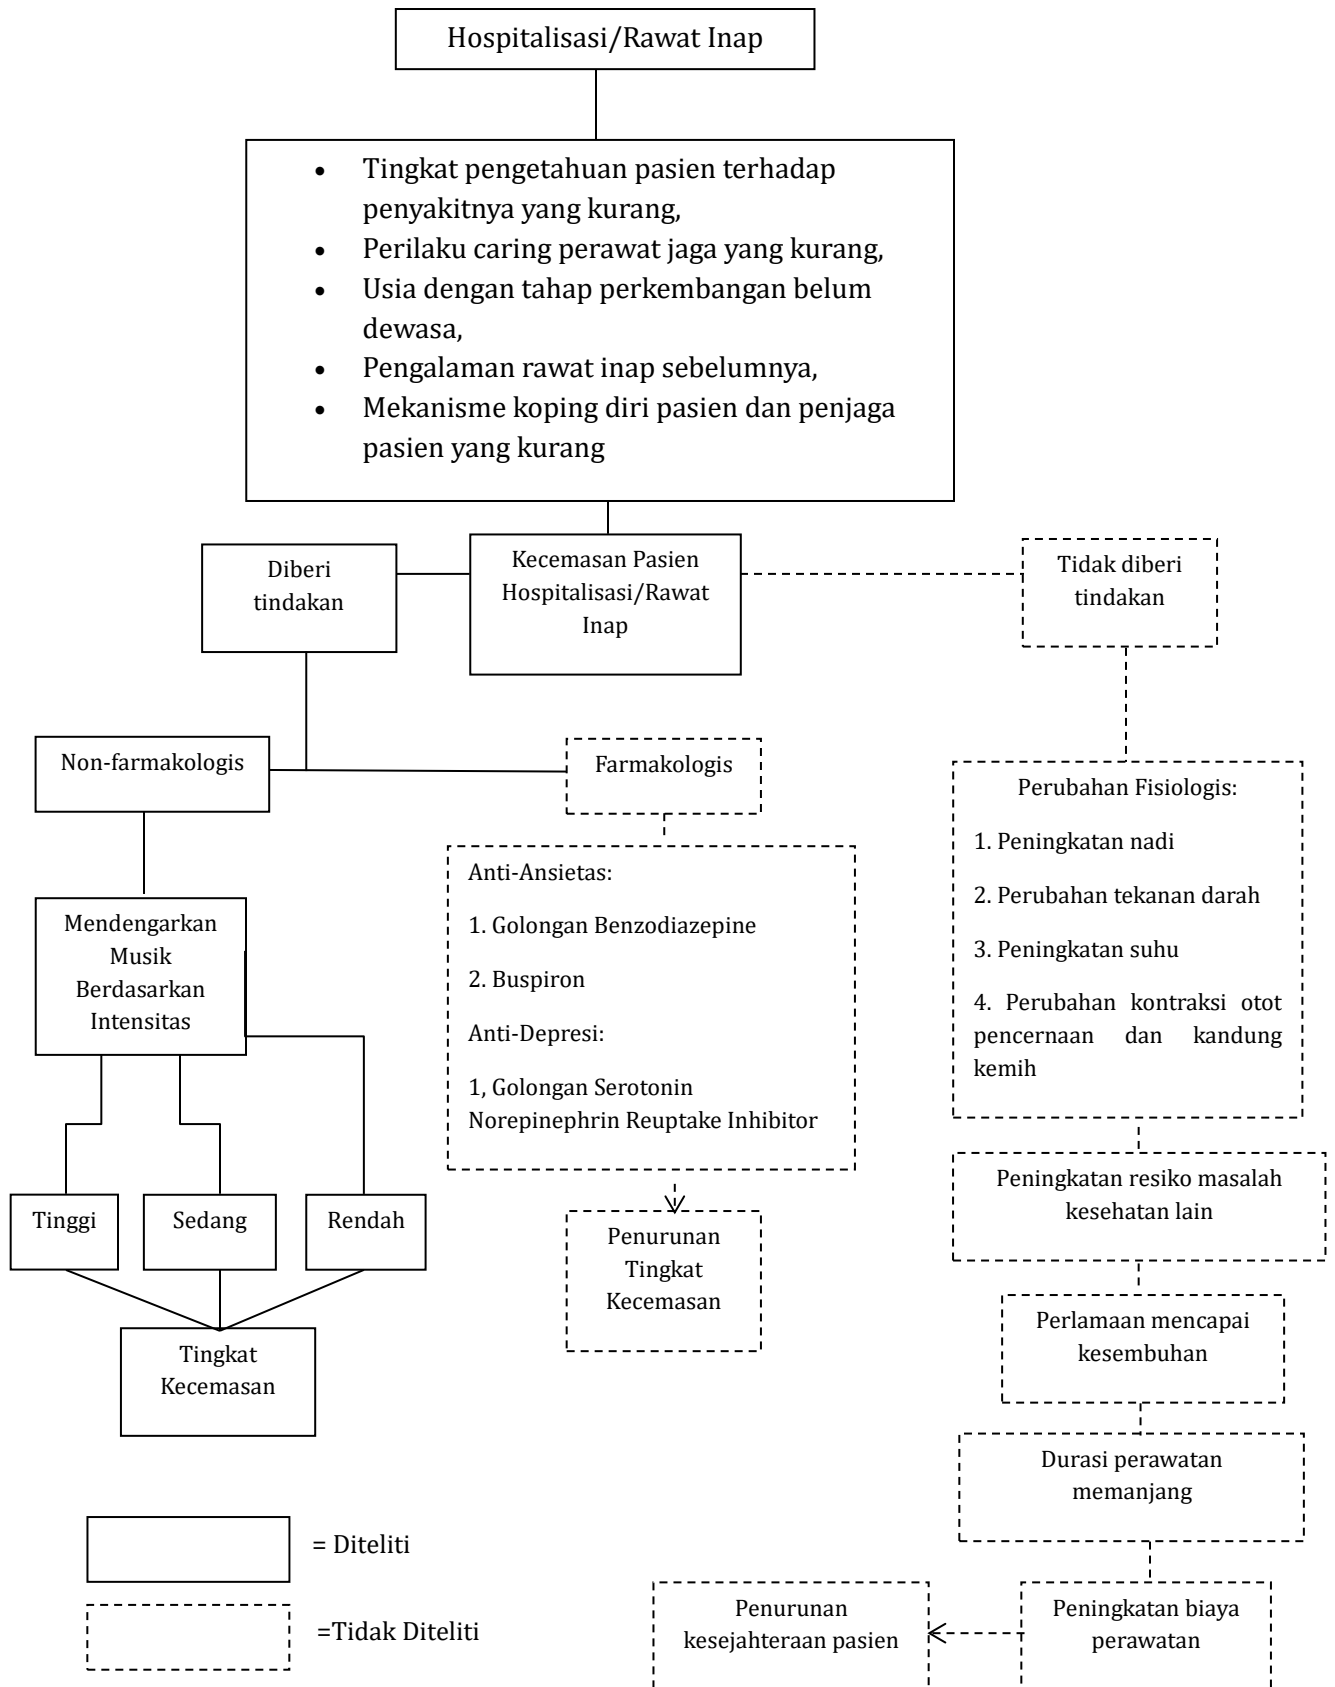 Hospitalisasi/Rawat Inap
• Tingkat pengetahuan pasien terhadap
penyakitnya yang kurang,
• Perilaku caring perawat jaga yang kurang,
• Usia dengan tahap perkembangan belum
dewasa,
• Pengalaman rawat inap sebelumnya,
• Mekanisme koping diri pasien dan penjaga
pasien yang kurang
Diberi
tindakan
Kecemasan Pasien
Hospitalisasi/Rawat
Inap
Tidak diberi
tindakan
Non-farmakologis
Farmakologis
Perubahan Fisiologis:
1. Peningkatan nadi
2. Perubahan tekanan darah
3. Peningkatan suhu
4. Perubahan kontraksi otot
pencernaan dan kandung
kemih
Anti-Ansietas:
1. Golongan Benzodiazepine
2. Buspiron
Anti-Depresi:
1, Golongan Serotonin
Norepinephrin Reuptake Inhibitor
Mendengarkan
Musik
Berdasarkan
Intensitas
Tinggi
Sedang
Rendah
Penurunan
Tingkat
Kecemasan
Peningkatan resiko masalah
kesehatan lain
Tingkat
Kecemasan
Perlamaan mencapai
kesembuhan
Durasi perawatan
memanjang
= Diteliti
=Tidak Diteliti
Penurunan
kesejahteraan pasien
Peningkatan biaya
perawatan